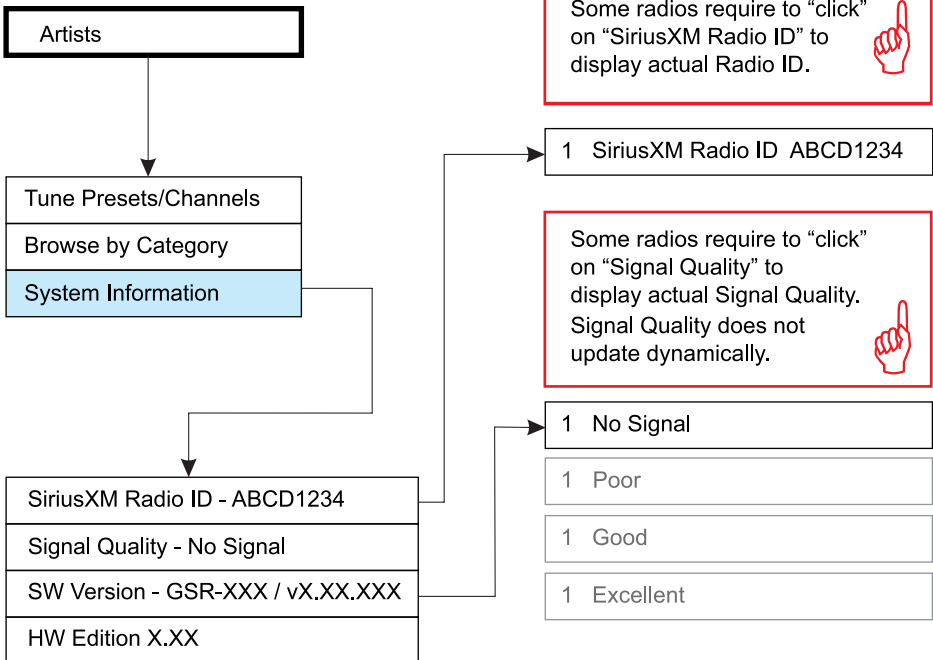 Artists
Tune Presets/Channels
Browse by Category
System Information
SiriusXM Radio ID - ABCD1234
Signal Quality - No Signal
SW Version - GSR-XXX / vX.XX.XXX
HW Edition X.XX
Some radios require to “click”
on “SiriusXM Radio ID” to
display actual Radio ID.
1 SiriusXM Radio ID ABCD1234
Some radios require to “click”
on “Signal Quality” to
display actual Signal Quality.
Signal Quality does not
update dynamically.
1 No Signal
1 Poor
1 Good
1 Excellent